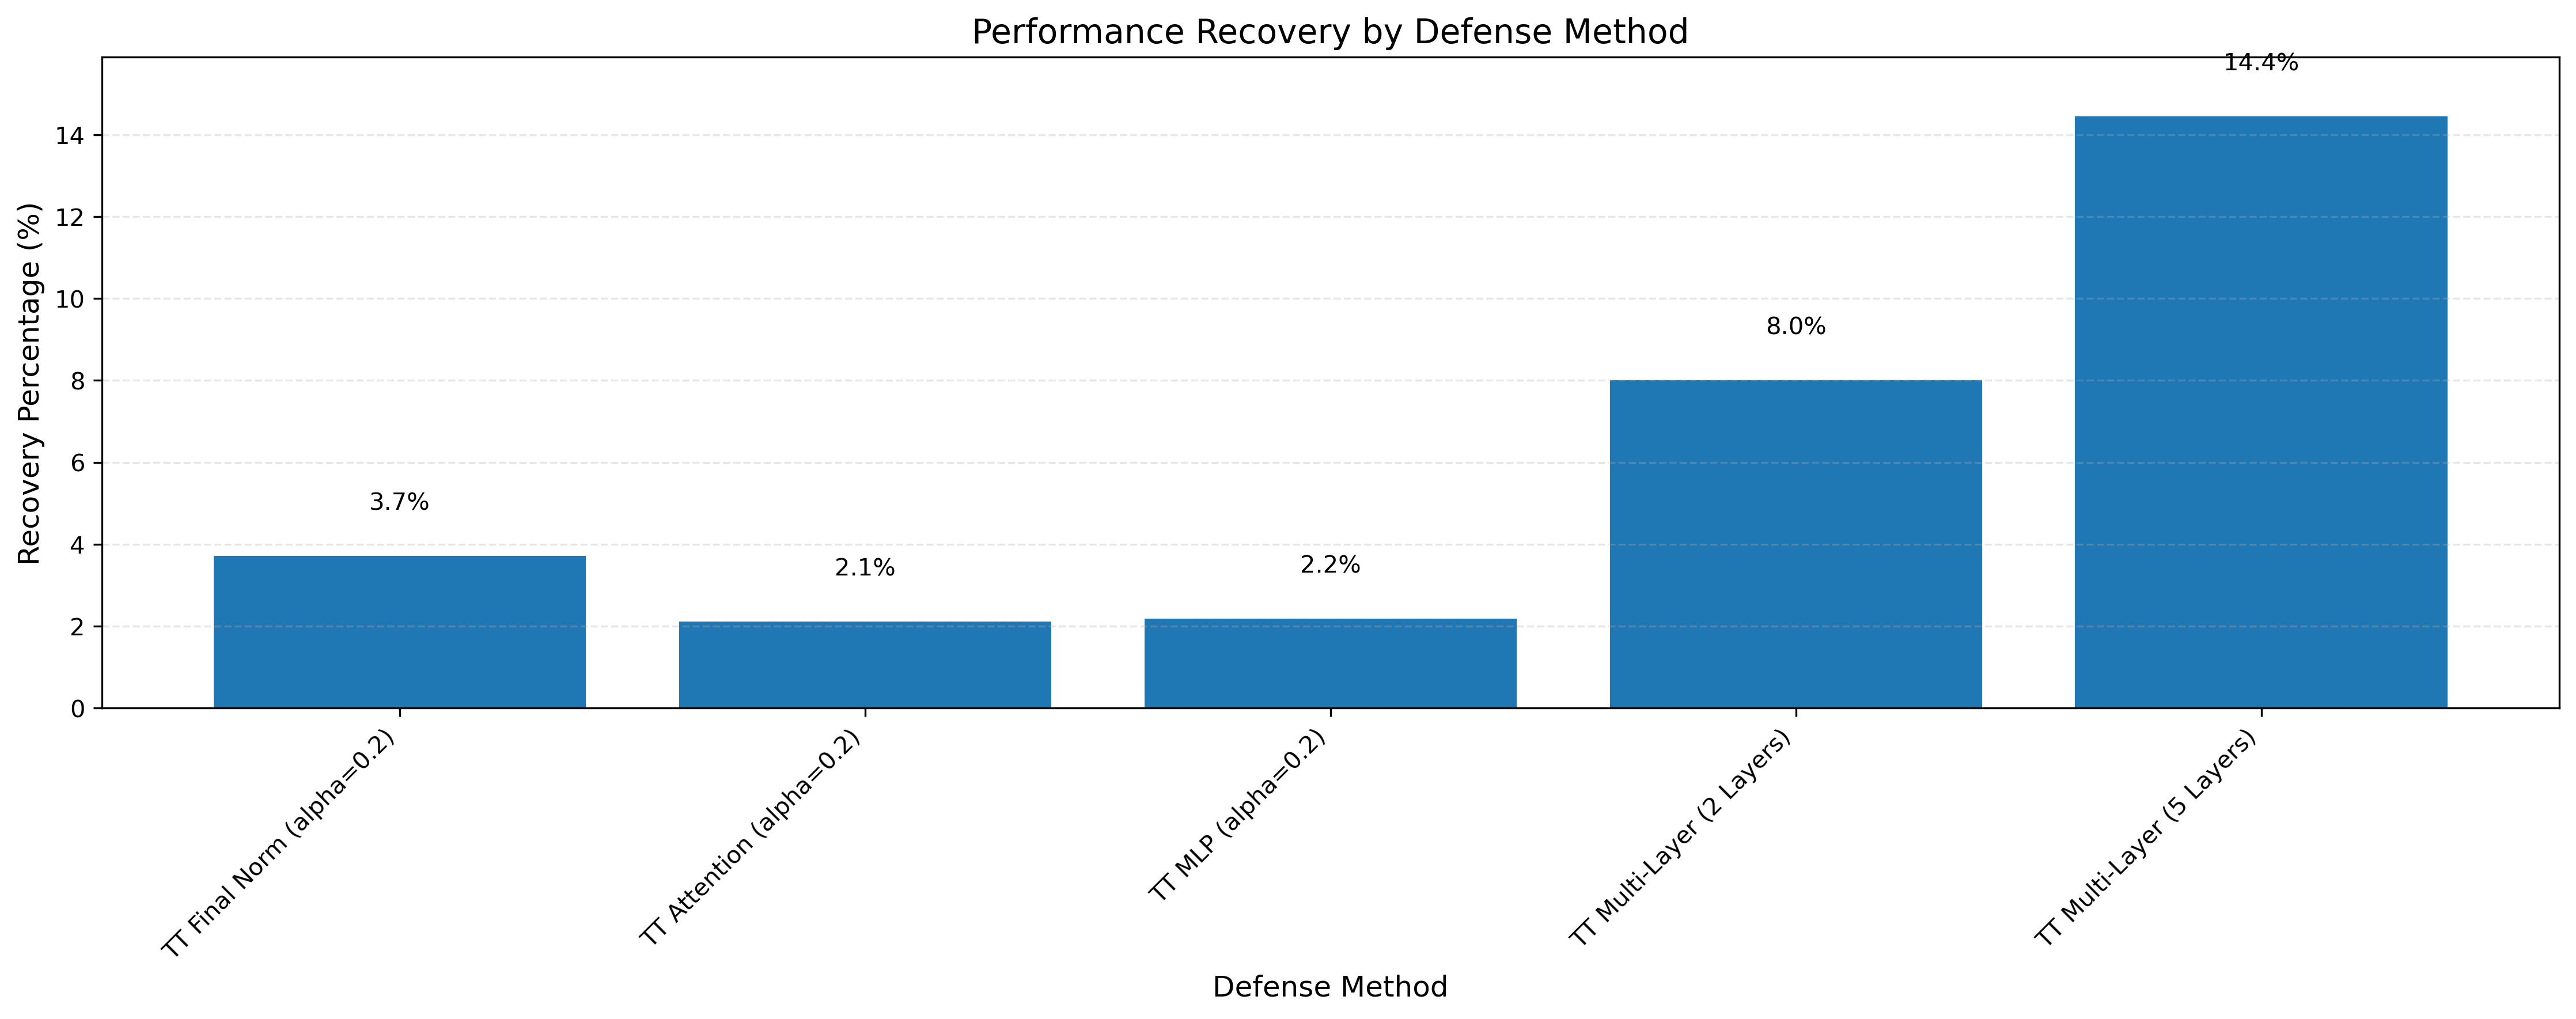 Performance Recovery by Defense Method
14.4%
14
12
10
8.0%
8
6
3.7%
4
2.1%
2.2%
2
0
Recovery Percentage (%)
TT Final Norm (alpha=0.2)
TT Attention (alpha=0.2)
TT MLP (alpha=0.2)
TT Multi-Layer (2 Layers)
TT Multi-Layer (5 Layers)
Defense Method